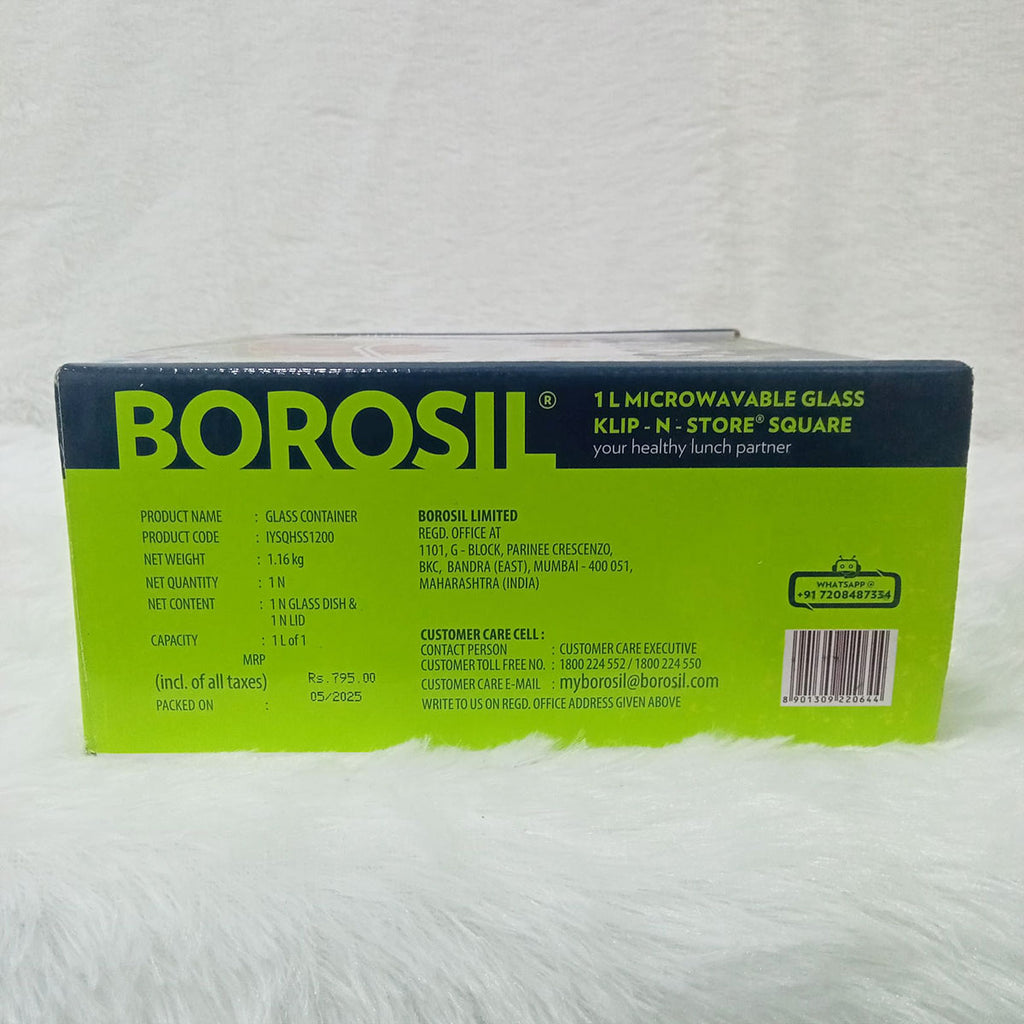 BOROSIL®
1 L MICROWAVABLE GLASS
KLIP - N - STORE® SQUARE
your healthy lunch partner
PRODUCT NAME : GLASS CONTAINER
PRODUCT CODE : IYSQHSS1200
NET WEIGHT : 1.16 kg
NET QUANTITY : 1 N
NET CONTENT : 1 N GLASS DISH &
1 N LID
CAPACITY : 1 L of 1
MRP
(incl. of all taxes) Rs.795.00
PACKED ON : 05/2025
BOROSIL LIMITED
REGD. OFFICE AT
1101, G - BLOCK, PARINEE CRESCENZO,
BKC, BANDRA (EAST), MUMBAI - 400 051,
MAHARASHTRA (INDIA)
CUSTOMER CARE CELL :
CONTACT PERSON : CUSTOMER CARE EXECUTIVE
CUSTOMER TOLL FREE NO. : 1800 224 552 / 1800 224 550
CUSTOMER CARE E-MAIL : myborosil@borosil.com
WRITE TO US ON REGD. OFFICE ADDRESS GIVEN ABOVE
WHATSAPP @
+91 7208487334
8 901309 220644